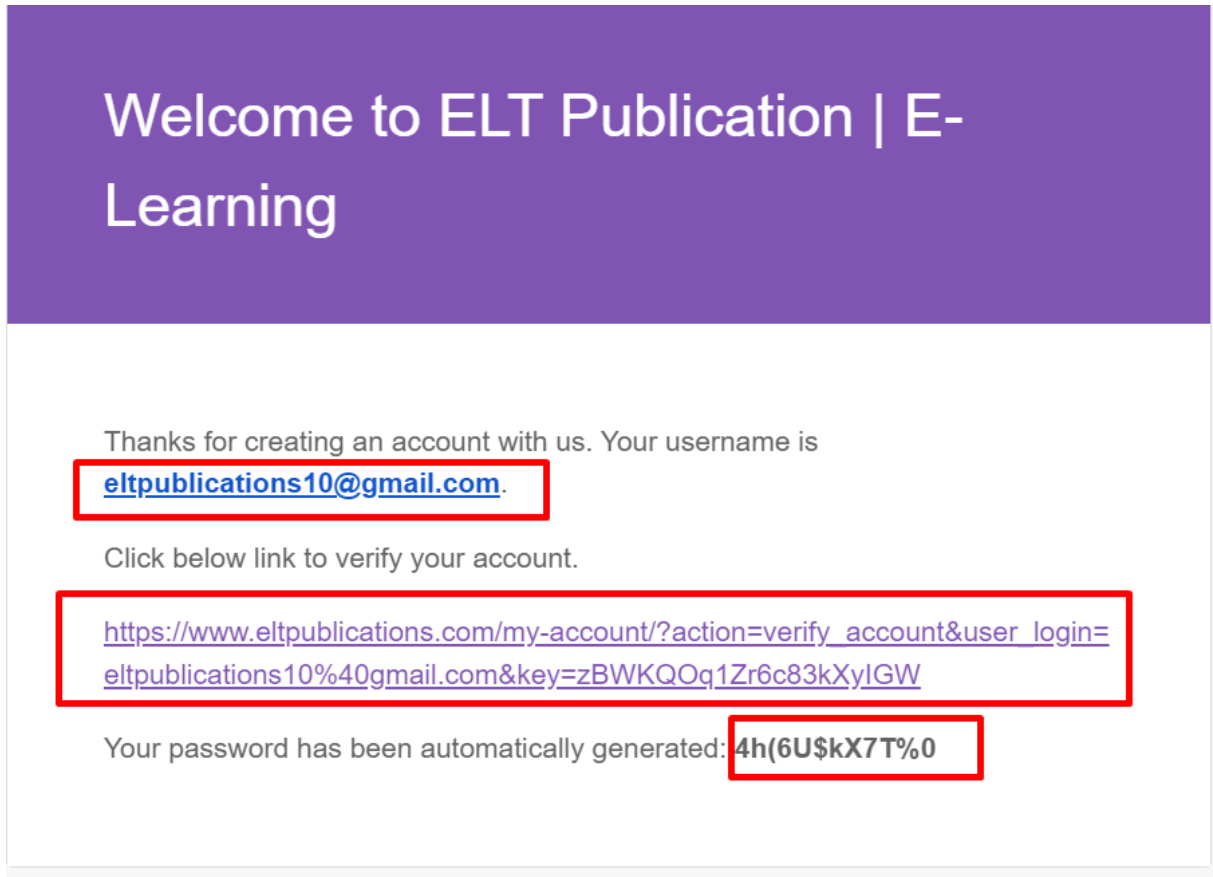 Welcome to ELT Publication | E-
Learning
Thanks for creating an account with us. Your username is
eltpublications10@gmail.com.
Click below link to verify your account.
https://www.eltpublications.com/my-account/?action=verify_account&user_login=
eltpublications10%40gmail.com&key=zBWKQOq1Zr6c83kXyIGW
Your password has been automatically generated: 4h(6U$kX7T%0